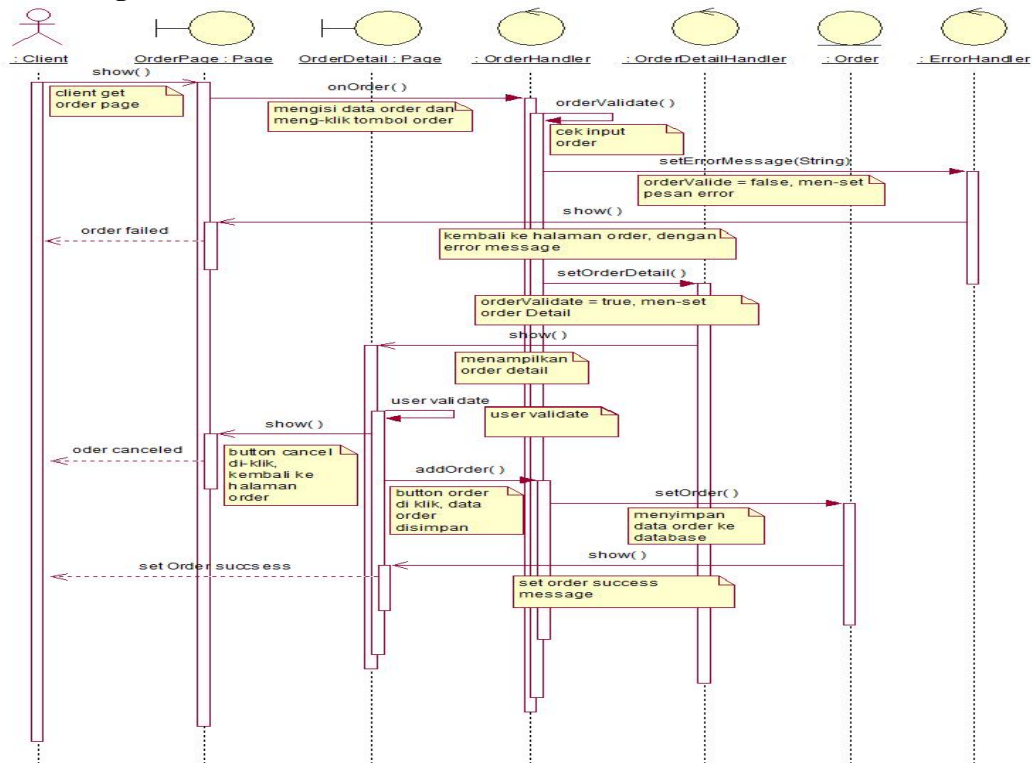 : Client
OrderPage : Page
OrderDetail : Page
: OrderHandler
: OrderDetailHandler
: Order
: ErrorHandler
show( )
client get
order page
onOrder( )
mengisi data order dan
meng-klik tombol order
orderValidate( )
cek input
order
setErrorMessage(String)
orderValide = false, men-set
pesan error
show( )
order failed
kembali ke halaman order, dengan
error message
setOrderDetail( )
orderValidate = true, men-set
order Detail
show( )
menampilkan
order detail
user validate
user validate
show( )
oder canceled
button cancel
di-klik,
kembali ke
halaman
order
addOrder( )
button order
di klik, data
order
disimpan
setOrder( )
menyimpan
data order ke
database
show( )
set Order succsess
set order success
message